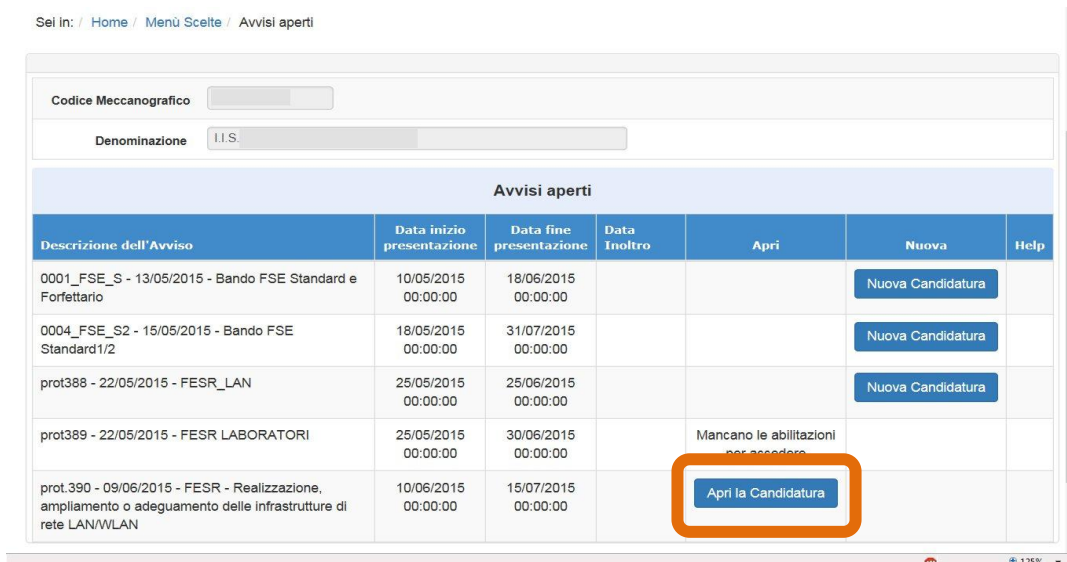 Sei in: / Home / Menù Scelte / Avvisi aperti
Codice Meccanografico
Denominazione I.I.S.
Avvisi aperti
Descrizione dell'Avviso Data inizio presentazione Data fine presentazione Data Inoltro Apri Nuova Help
0001_FSE_S - 13/05/2015 - Bando FSE Standard e 10/05/2015 18/06/2015 Nuova Candidatura
Forfettario 00:00:00 00:00:00
0004_FSE_S2 - 15/05/2015 - Bando FSE 18/05/2015 31/07/2015 Nuova Candidatura
Standard1/2 00:00:00 00:00:00
prot388 - 22/05/2015 - FESR_LAN 25/05/2015 25/06/2015 Nuova Candidatura
00:00:00 00:00:00
prot389 - 22/05/2015 - FESR LABORATORI 25/05/2015 30/06/2015 Mancano le abilitazioni
00:00:00 00:00:00 per accedere
prot.390 - 09/06/2015 - FESR - Realizzazione, 10/06/2015 15/07/2015 Apri la Candidatura
ampliamento o adeguamento delle infrastrutture di 00:00:00 00:00:00
rete LAN/WLAN
125%